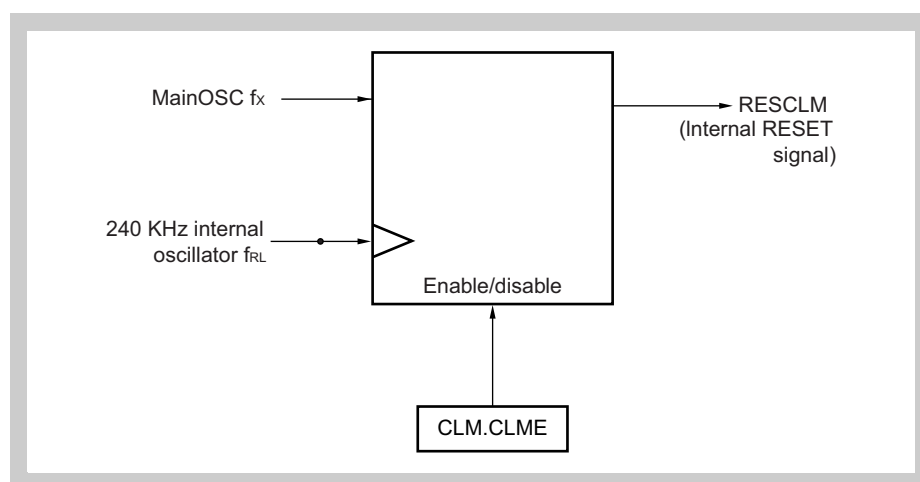 MainOSC fx
RESCLM
(Internal RESET
signal)
240 KHz internal
oscillator fRL
Enable/disable
CLM.CLME